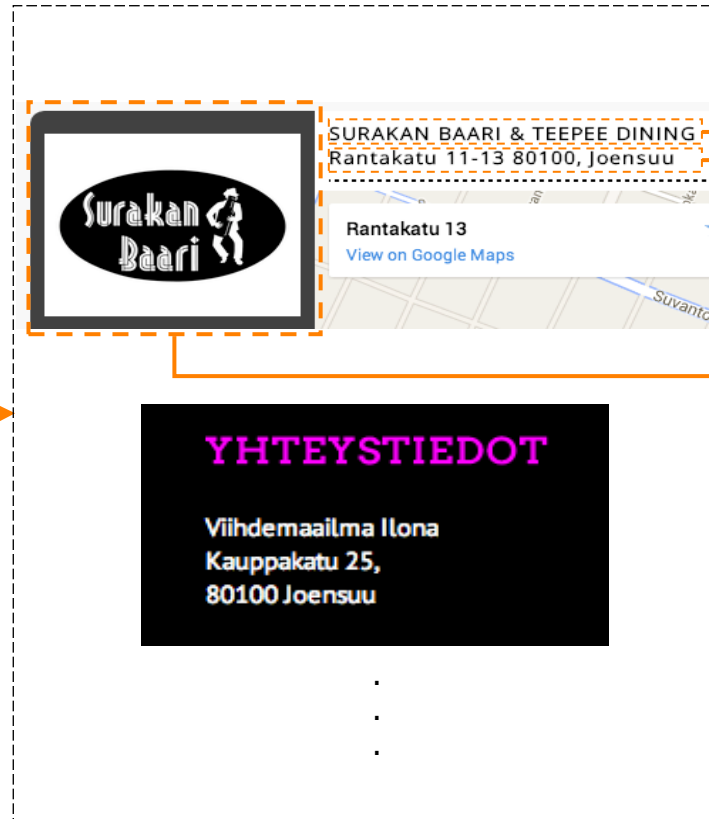 SURAKAN BAARI & TEEPEE DINING
Rantakatu 11-13 80100, Joensuu
Surakan
Baari
Rantakatu 13
View on Google Maps
YHTEYSTIEDOT
Viihdemaailma Ilona
Kauppakatu 25,
80100 Joensuu
.
.
.